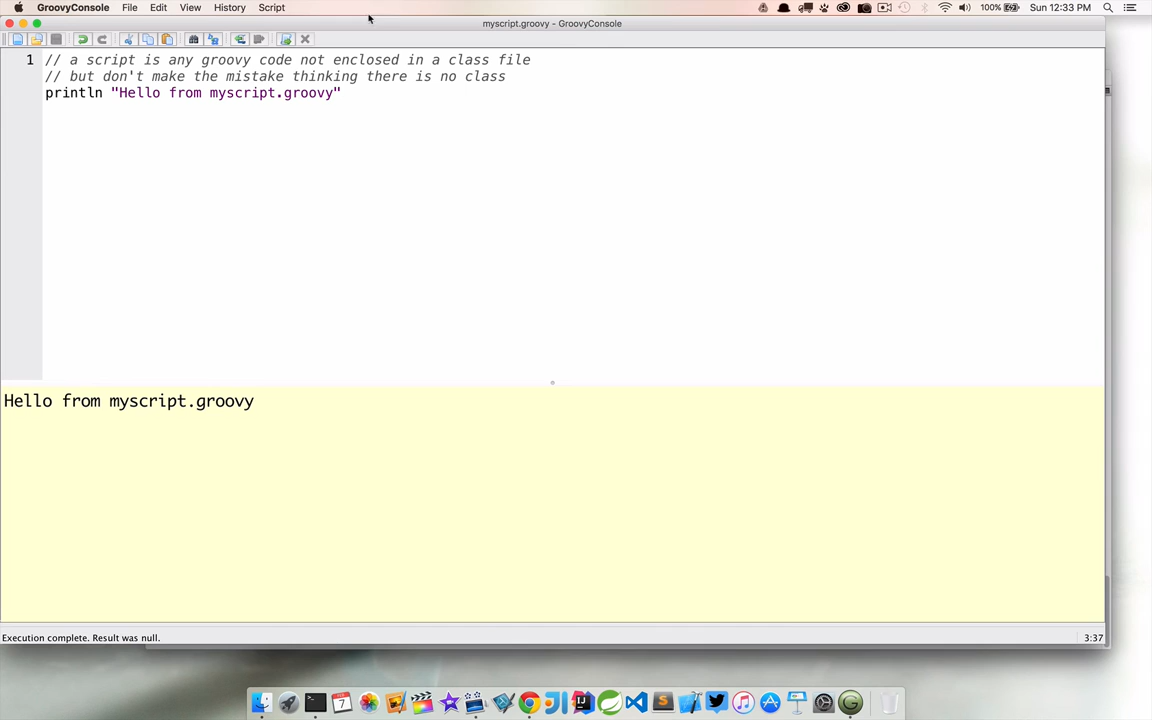 GroovyConsole File Edit View History Script 100% Sun 12:33 PM
myscript.groovy - GroovyConsole
1 // a script is any groovy code not enclosed in a class file
// but don't make the mistake thinking there is no class
println "Hello from myscript.groovy"
Hello from myscript.groovy
Execution complete. Result was null. 3:37
7